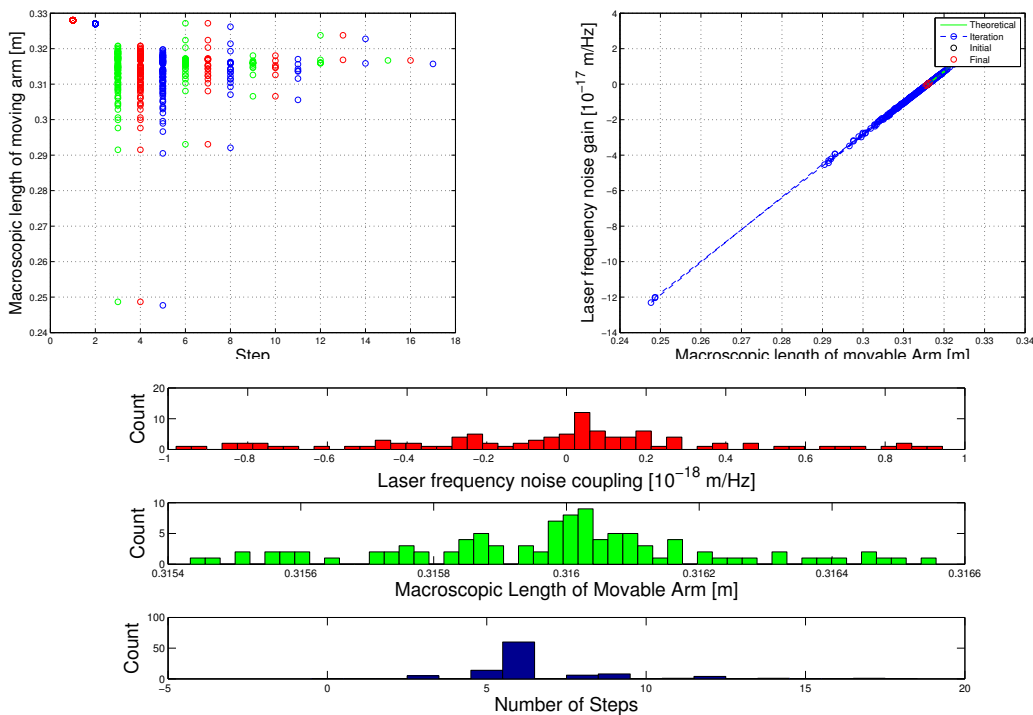 0.33
0.32
0.31
0.3
0.29
0.28
0.27
0.26
0.25
0.24
Macroscopic length of moving arm [m]
0 2 4 6 8 10 12 14 16 18
Step
4
2
0
−2
−4
−6
−8
−10
−12
−14
Laser frequency noise gain [10⁻¹⁷ m/Hz]
Theoretical
Iteration
Initial
Final
0.24 0.25 0.26 0.27 0.28 0.29 0.3 0.31 0.32 0.33 0.34
Macroscopic length of movable Arm [m]
20
10
0
Count
−1 −0.8 −0.6 −0.4 −0.2 0 0.2 0.4 0.6 0.8 1
Laser frequency noise coupling [10⁻¹⁸ m/Hz]
10
5
0
Count
0.3154 0.3156 0.3158 0.316 0.3162 0.3164 0.3166
Macroscopic Length of Movable Arm [m]
100
50
0
Count
−5 0 5 10 15 20
Number of Steps